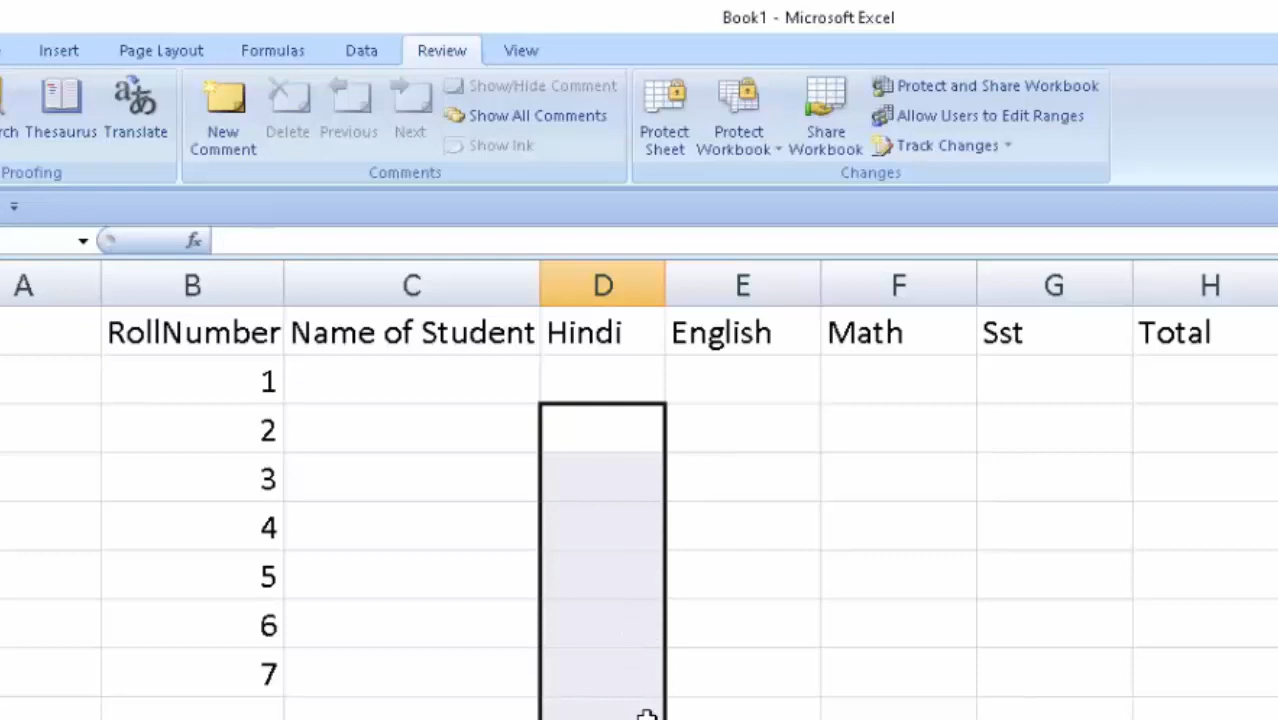 Book1 - Microsoft Excel
Insert Page Layout Formulas Data Review View
Thesaurus Translate
New Comment
Delete Previous Next
Show/Hide Comment
Show All Comments
Show Ink
Protect Sheet
Protect Workbook
Share Workbook
Protect and Share Workbook
Allow Users to Edit Ranges
Track Changes
Proofing Comments Changes
fx
A B C D E F G H
RollNumber Name of Student Hindi English Math Sst Total
1
2
3
4
5
6
7